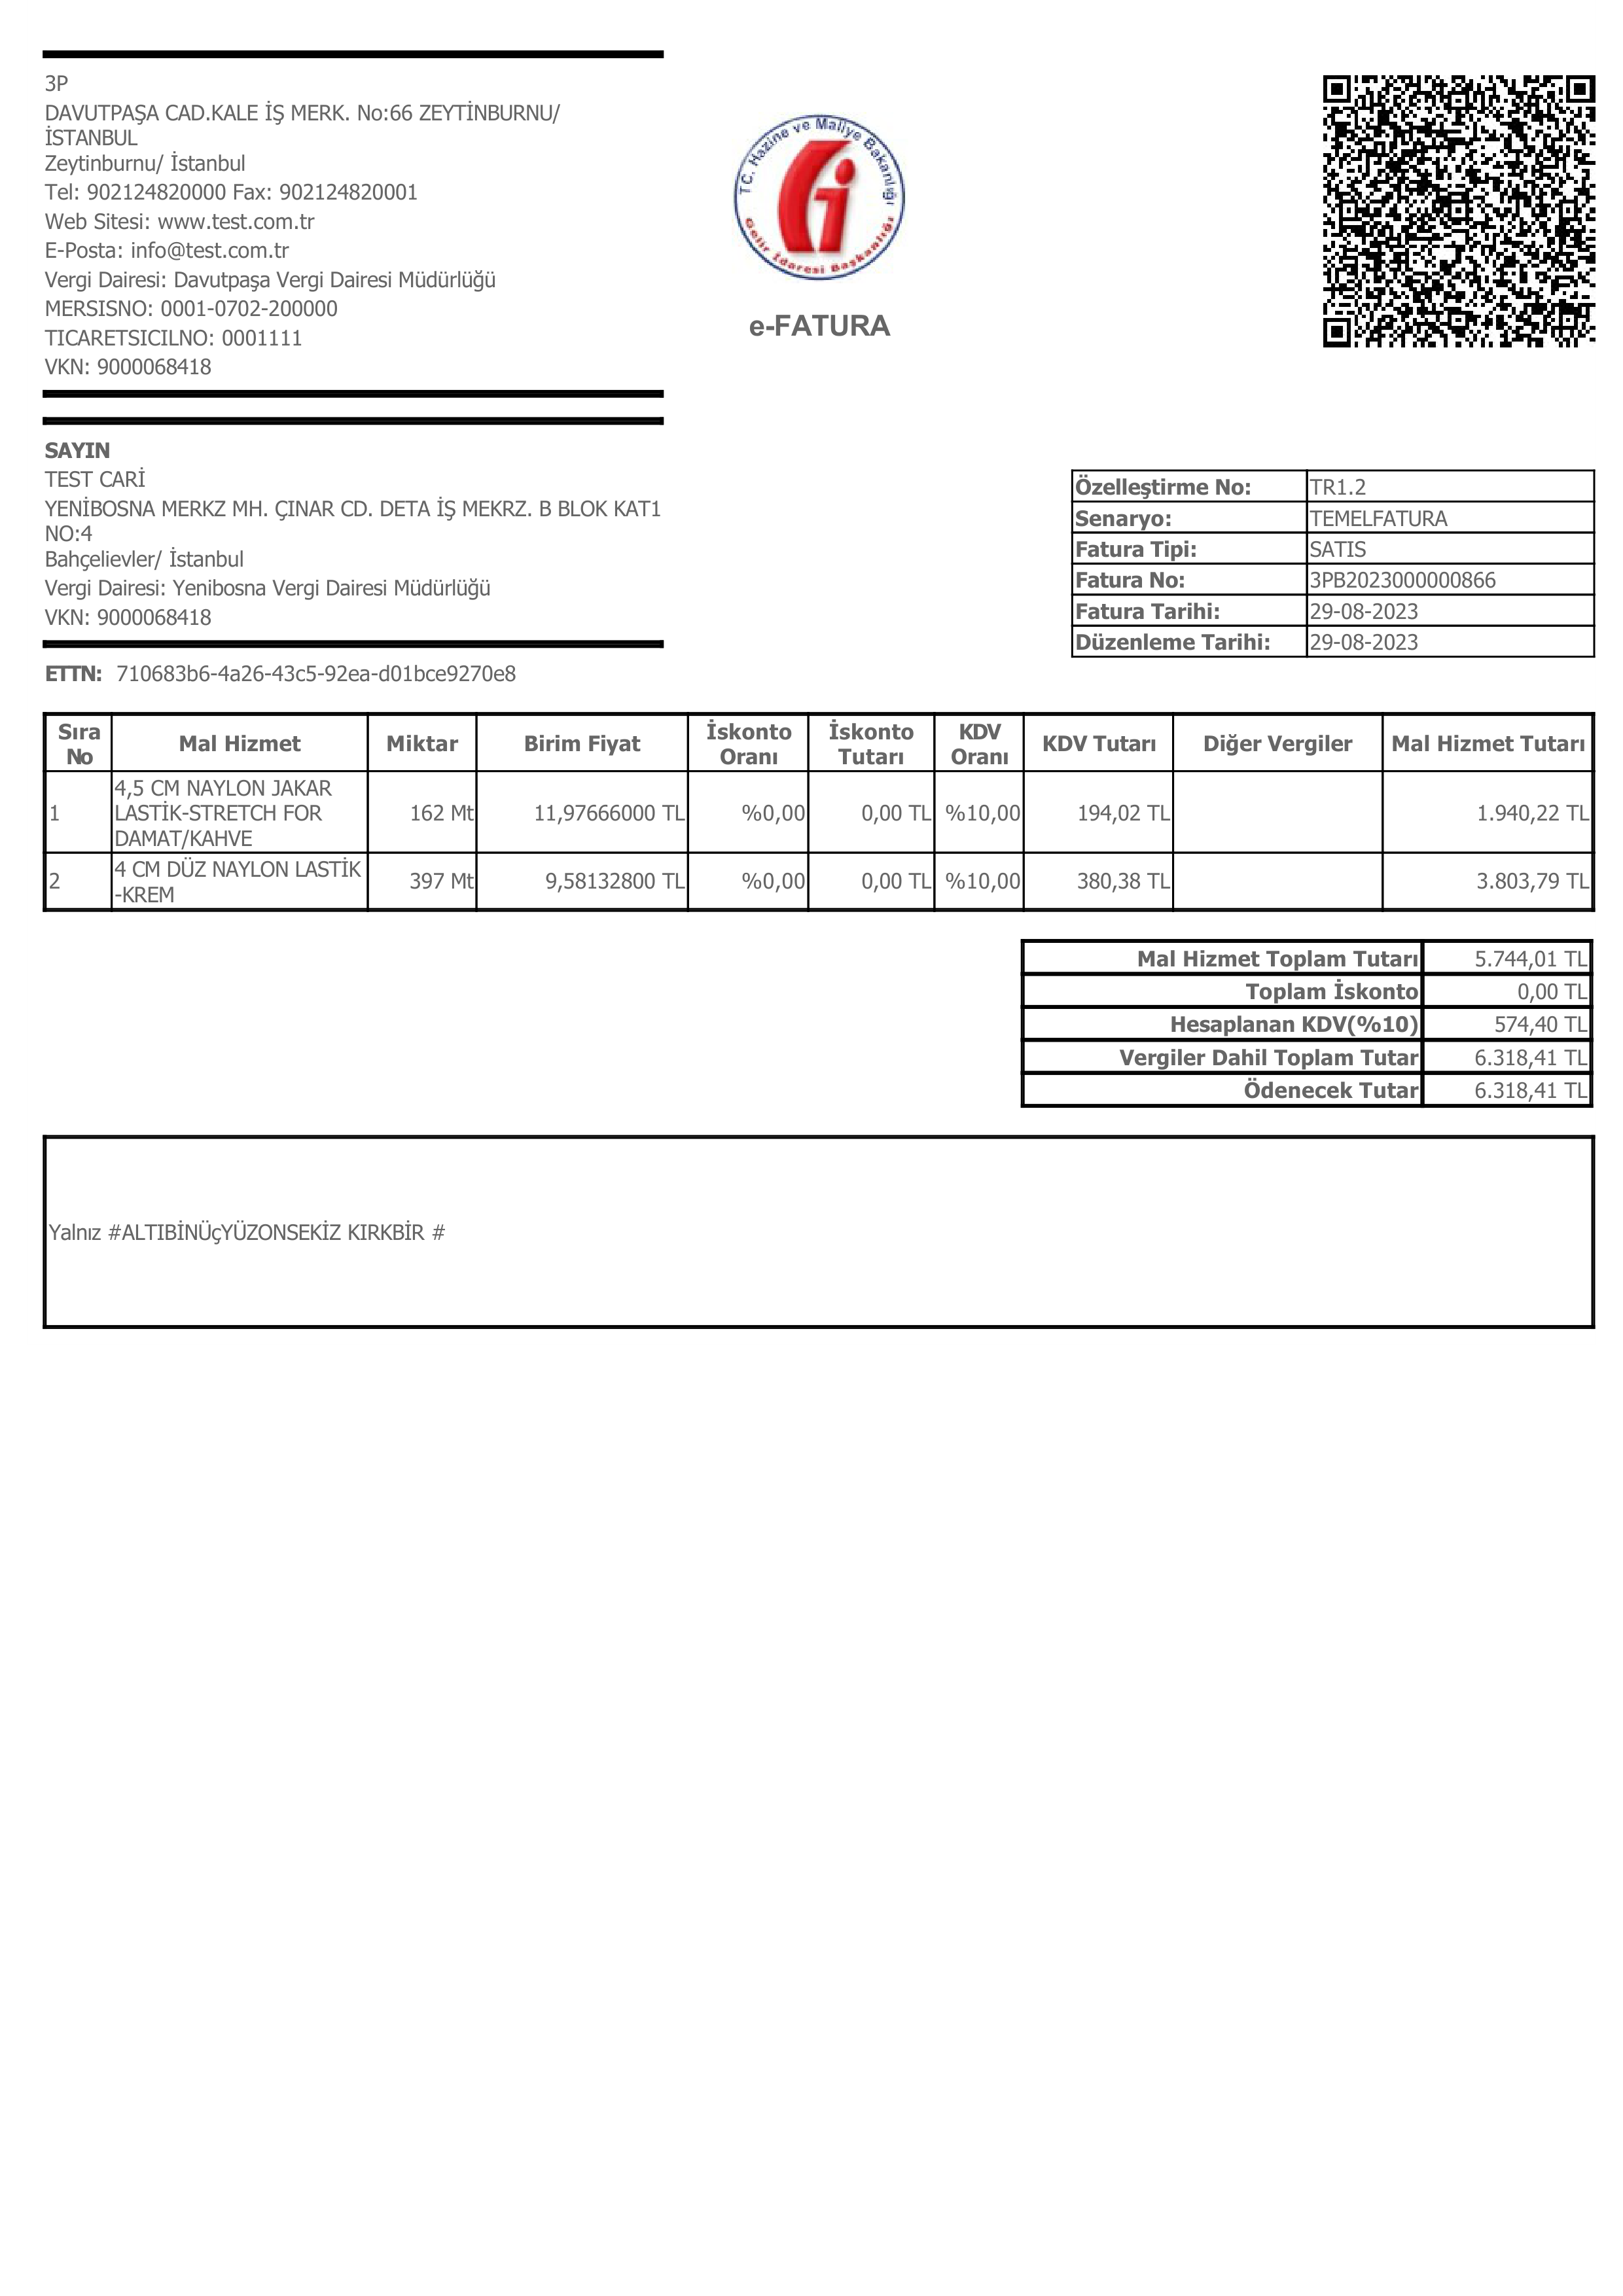 3P
DAVUTPAŞA CAD.KALE İŞ MERK. No:66 ZEYTİNBURNU/
İSTANBUL
Zeytinburnu/ İstanbul
Tel: 902124820000 Fax: 902124820001
Web Sitesi: www.test.com.tr
E-Posta: info@test.com.tr
Vergi Dairesi: Davutpaşa Vergi Dairesi Müdürlüğü
MERSISNO: 0001-0702-200000
TICARETSICILNO: 0001111
VKN: 9000068418
TC. Hazine ve Maliye Bakanlığı
Gelir İdaresi Başkanlığı
e-FATURA
SAYIN
TEST CARİ
YENİBOSNA MERKZ MH. ÇINAR CD. DETA İŞ MEKRZ. B BLOK KAT1
NO:4
Bahçelievler/ İstanbul
Vergi Dairesi: Yenibosna Vergi Dairesi Müdürlüğü
VKN: 9000068418
Özelleştirme No: TR1.2
Senaryo: TEMELFATURA
Fatura Tipi: SATIS
Fatura No: 3PB2023000000866
Fatura Tarihi: 29-08-2023
Düzenleme Tarihi: 29-08-2023
ETTN: 710683b6-4a26-43c5-92ea-d01bce9270e8
Sıra No Mal Hizmet Miktar Birim Fiyat İskonto Oranı İskonto Tutarı KDV Oranı KDV Tutarı Diğer Vergiler Mal Hizmet Tutarı
1 4,5 CM NAYLON JAKAR LASTİK-STRETCH FOR DAMAT/KAHVE 162 Mt 11,97666000 TL %0,00 0,00 TL %10,00 194,02 TL 1.940,22 TL
2 4 CM DÜZ NAYLON LASTİK -KREM 397 Mt 9,58132800 TL %0,00 0,00 TL %10,00 380,38 TL 3.803,79 TL
Mal Hizmet Toplam Tutarı 5.744,01 TL
Toplam İskonto 0,00 TL
Hesaplanan KDV(%10) 574,40 TL
Vergiler Dahil Toplam Tutar 6.318,41 TL
Ödenecek Tutar 6.318,41 TL
Yalnız #ALTIBİNÜçYÜZONSEKİZ KIRKBİR #